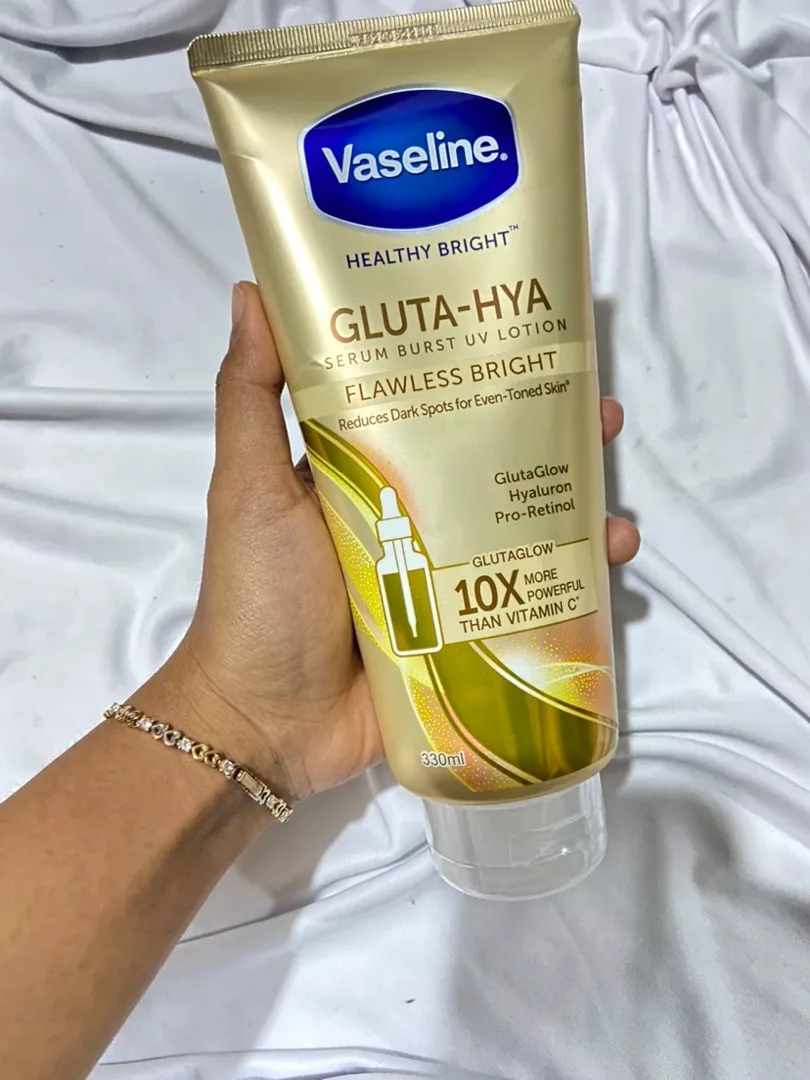 Vaseline.
HEALTHY BRIGHT™
GLUTA-HYA
SERUM BURST UV LOTION
FLAWLESS BRIGHT
Reduces Dark Spots for Even-Toned Skin*
GlutaGlow
Hyaluron
Pro-Retinol
GLUTAGLOW
10X MORE
POWERFUL
THAN VITAMIN C*
330ml